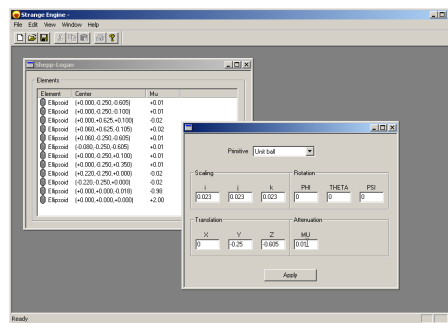 Strange Engine -
File Edit View Window Help
Shepp-Logan
Elements
Element Center Mu
Ellipsoid (+0.000,-0.250,-0.605) +0.01
Ellipsoid (+0.000,-0.250,-0.100) +0.01
Ellipsoid (+0.000,+0.625,+0.100) -0.02
Ellipsoid (+0.060,+0.625,-0.105) +0.02
Ellipsoid (+0.060,-0.250,-0.605) +0.01
Ellipsoid (-0.080,-0.250,-0.605) +0.01
Ellipsoid (+0.000,-0.250,+0.100) +0.01
Ellipsoid (+0.000,-0.250,+0.350) +0.01
Ellipsoid (+0.220,-0.250,+0.000) -0.02
Ellipsoid (-0.220,-0.250,+0.000) -0.02
Ellipsoid (+0.000,+0.000,-0.018) -0.98
Ellipsoid (+0.000,+0.000,+0.000) +2.00
Primitive Unit ball
Scaling Rotation
i j k PHI THETA PSI
0.023 0.023 0.023 0 0 0
Translation Attenuation
X Y Z MU
0 -0.25 -0.605 0.01
Apply
Ready